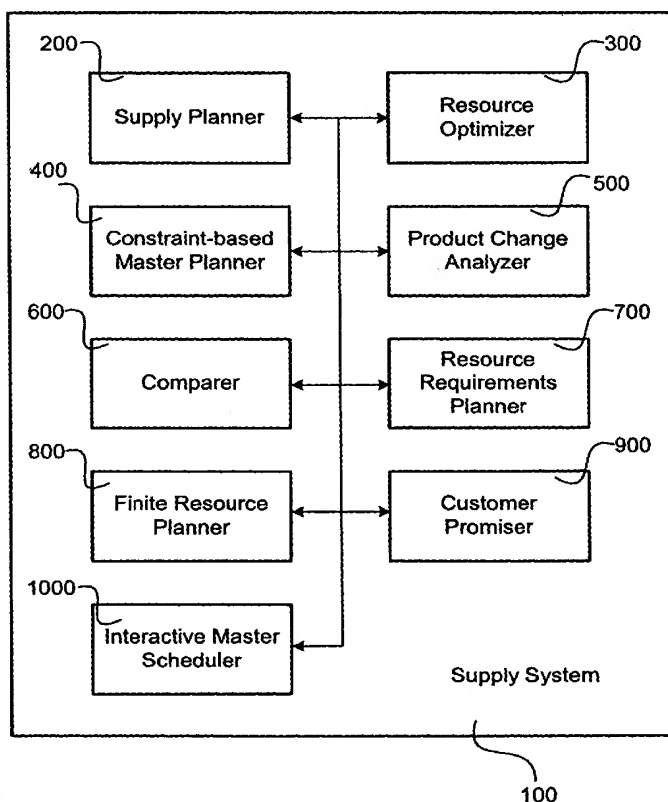 200
300
Supply Planner
Resource
Optimizer
400
500
Constraint-based
Master Planner
Product Change
Analyzer
600
700
Comparer
Resource
Requirements
Planner
800
900
Finite Resource
Planner
Customer
Promiser
1000
Interactive Master
Scheduler
Supply System
100